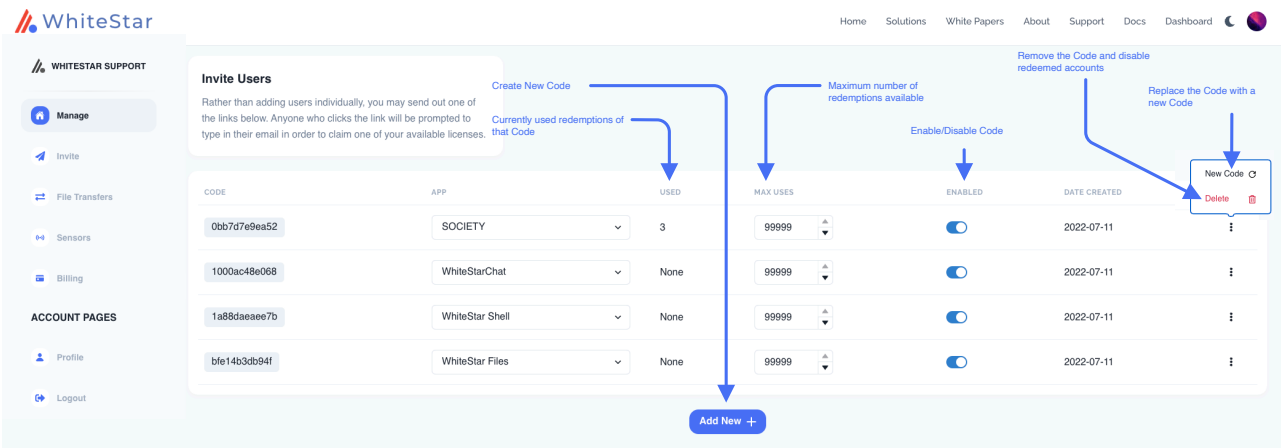 WhiteStar
Home Solutions White Papers About Support Docs Dashboard
WHITESTAR SUPPORT
Manage
Invite
File Transfers
Sensors
Billing
ACCOUNT PAGES
Profile
Logout
Invite Users
Rather than adding users individually, you may send out one of
the links below. Anyone who clicks the link will be prompted to
type in their email in order to claim one of your available licenses.
Create New Code
Currently used redemptions of
that Code
Maximum number of
redemptions available
Enable/Disable Code
Remove the Code and disable
redeemed accounts
Replace the Code with a
new Code
New Code
Delete
CODE APP USED MAX USES ENABLED DATE CREATED
0bb7d7e9ea52 SOCIETY 3 99999 2022-07-11
1000ac48e068 WhiteStarChat None 99999 2022-07-11
1a88daeaee7b WhiteStar Shell None 99999 2022-07-11
bfe14b3db94f WhiteStar Files None 99999 2022-07-11
Add New +